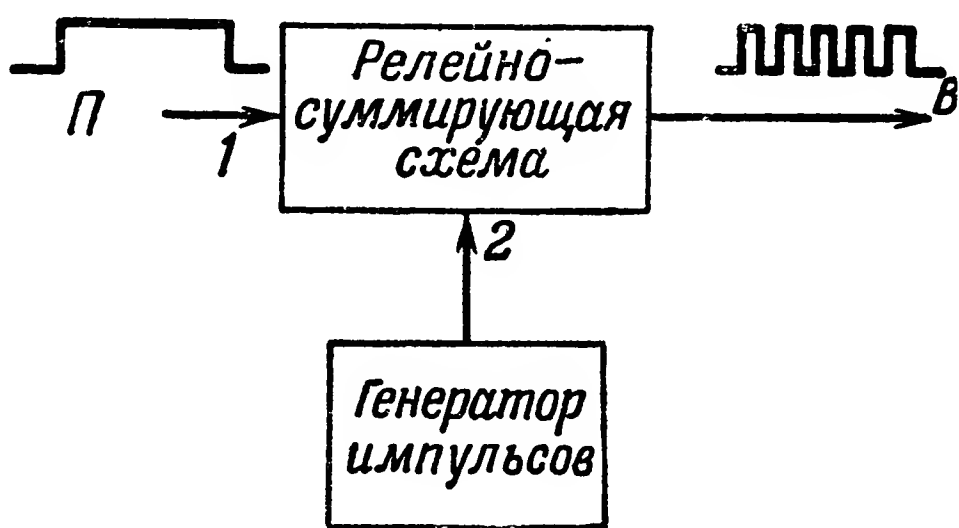 Релейно-
суммирующая
схема
П
1
В
2
Генератор
импульсов